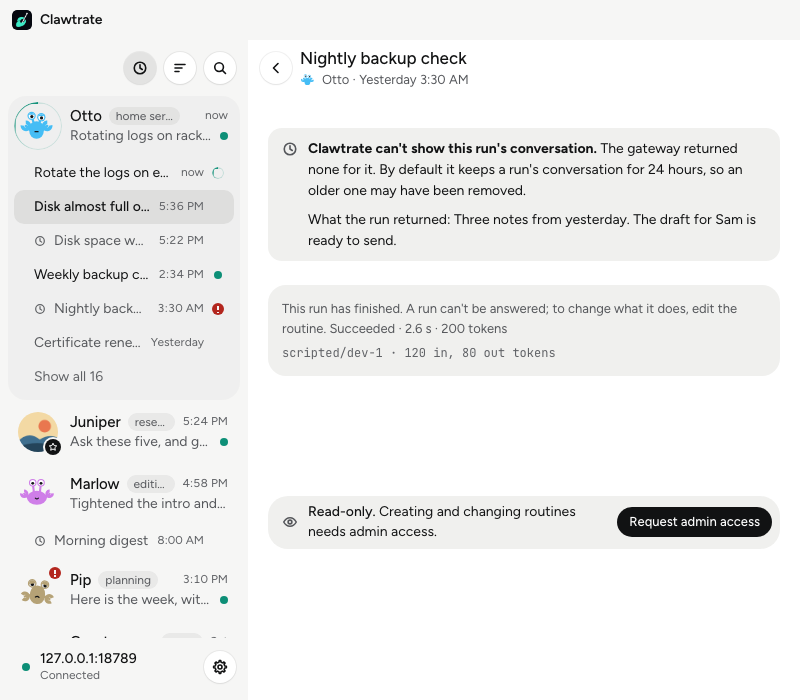 Clawtrate
Otto home ser... now
Rotating logs on rack...
Rotate the logs on e... now
Disk almost full o... 5:36 PM
Disk space w... 5:22 PM
Weekly backup c... 2:34 PM
Nightly back... 3:30 AM
Certificate rene... Yesterday
Show all 16
Juniper rese... 5:24 PM
Ask these five, and g...
Marlow editi... 4:58 PM
Tightened the intro and...
Morning digest 8:00 AM
Pip planning 3:10 PM
Here is the week, wit...
127.0.0.1:18789
Connected
Nightly backup check
Otto · Yesterday 3:30 AM
Clawtrate can't show this run's conversation. The gateway returned
none for it. By default it keeps a run's conversation for 24 hours, so an
older one may have been removed.
What the run returned: Three notes from yesterday. The draft for Sam is
ready to send.
This run has finished. A run can't be answered; to change what it does, edit the
routine. Succeeded · 2.6 s · 200 tokens
scripted/dev-1 · 120 in, 80 out tokens
Read-only. Creating and changing routines
needs admin access.
Request admin access